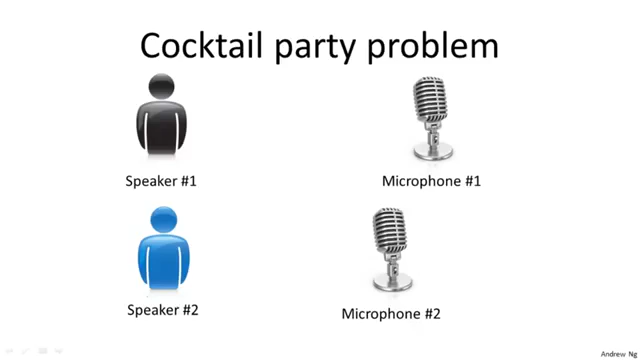 Cocktail party problem
Speaker #1
Microphone #1
Speaker #2
Microphone #2
Andrew Ng